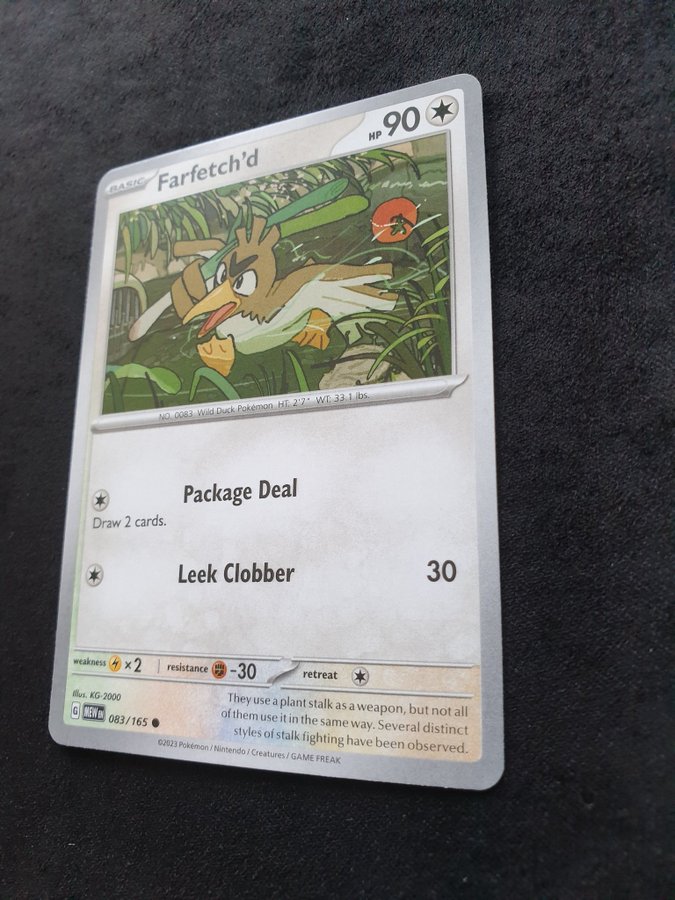 BASIC Farfetch'd HP 90
NO. 0083 Wild Duck Pokémon HT: 2'7" WT: 33.1 lbs.
Package Deal
Draw 2 cards.
Leek Clobber 30
weakness ×2 resistance -30 retreat
Illus. KG-2000
G MEW EN 083/165
They use a plant stalk as a weapon, but not all
of them use it in the same way. Several distinct
styles of stalk fighting have been observed.
©2023 Pokémon / Nintendo / Creatures / GAME FREAK